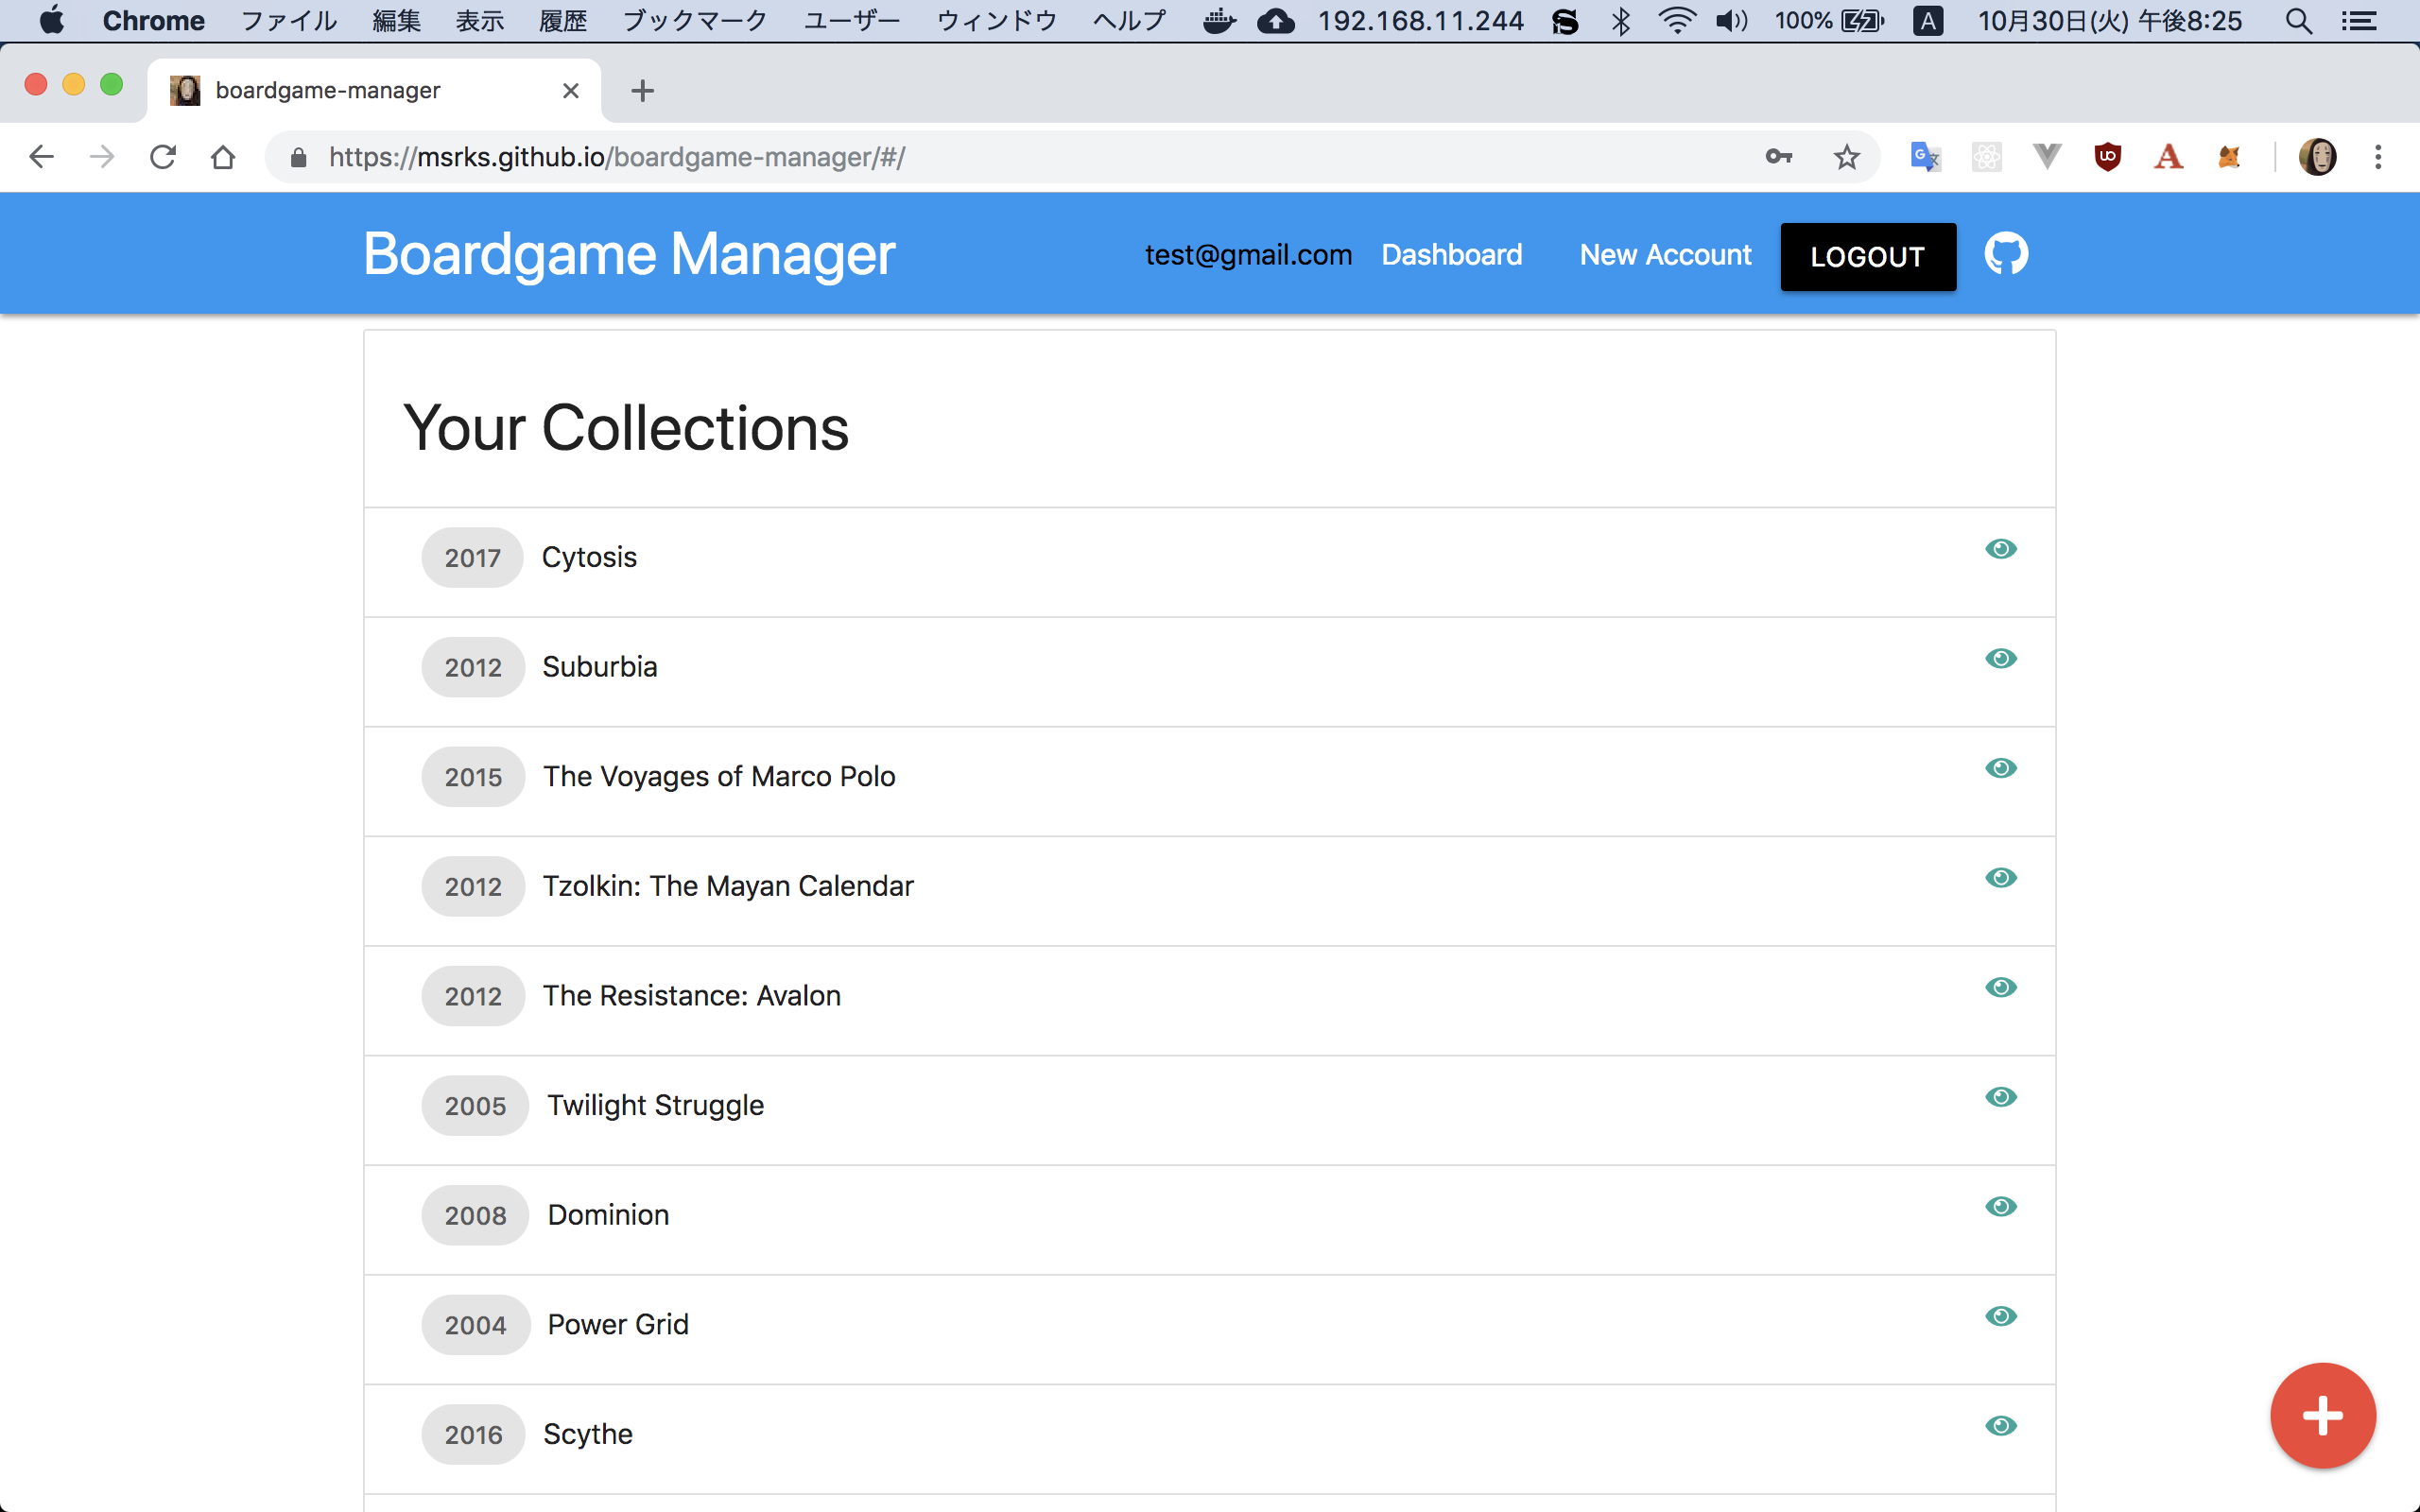 Chrome ファイル 編集 表示 履歴 ブックマーク ユーザー ウィンドウ ヘルプ 192.168.11.244 100% A 10月30日(火) 午後8:25
boardgame-manager
https://msrks.github.io/boardgame-manager/#/
Boardgame Manager test@gmail.com Dashboard New Account LOGOUT
Your Collections
2017 Cytosis
2012 Suburbia
2015 The Voyages of Marco Polo
2012 Tzolkin: The Mayan Calendar
2012 The Resistance: Avalon
2005 Twilight Struggle
2008 Dominion
2004 Power Grid
2016 Scythe